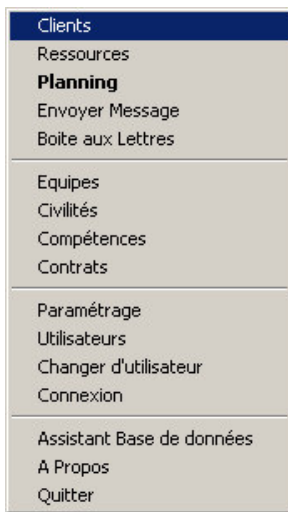 Clients
Ressources
Planning
Envoyer Message
Boite aux Lettres
Equipes
Civilités
Compétences
Contrats
Paramétrage
Utilisateurs
Changer d'utilisateur
Connexion
Assistant Base de données
A Propos
Quitter